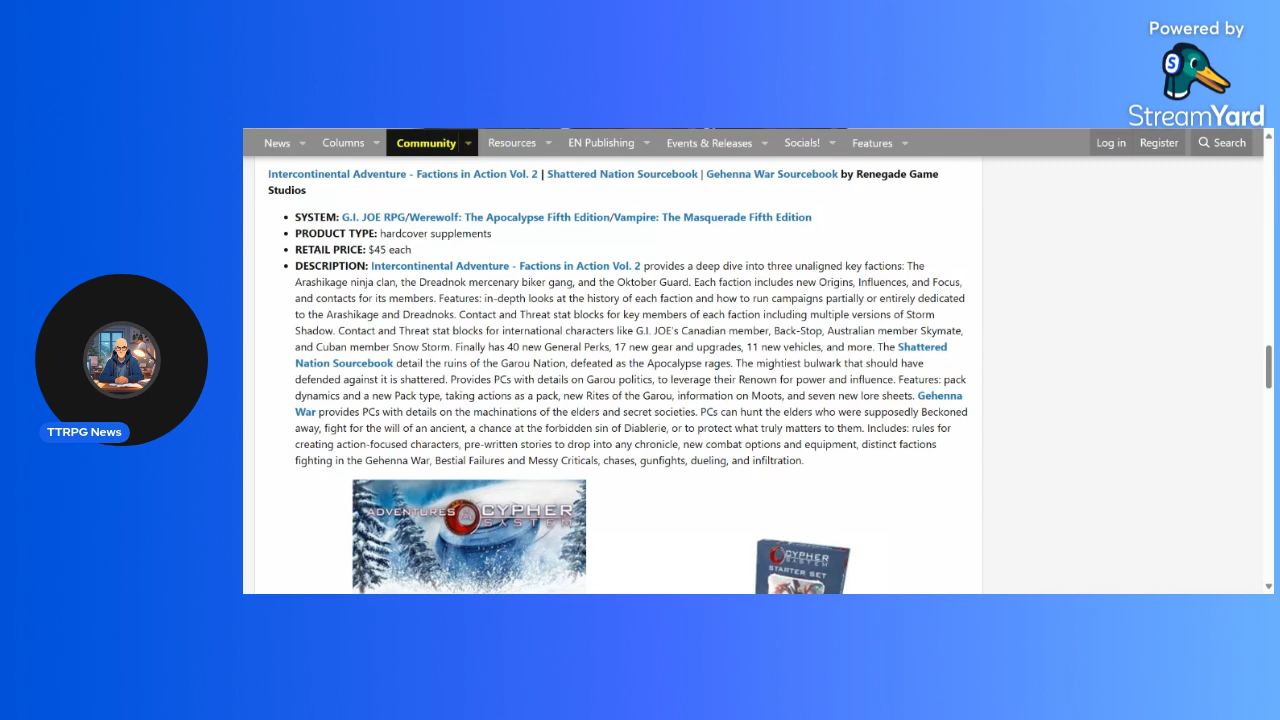 Powered by
StreamYard
News Columns Community Resources EN Publishing Events & Releases Socials! Features Log in Register Search
Intercontinental Adventure - Factions in Action Vol. 2 | Shattered Nation Sourcebook | Gehenna War Sourcebook by Renegade Game
Studios
• SYSTEM: G.I. JOE RPG/Werewolf: The Apocalypse Fifth Edition/Vampire: The Masquerade Fifth Edition
• PRODUCT TYPE: hardcover supplements
• RETAIL PRICE: $45 each
• DESCRIPTION: Intercontinental Adventure - Factions in Action Vol. 2 provides a deep dive into three unaligned key factions: The
Arashikage ninja clan, the Dreadnok mercenary biker gang, and the Oktober Guard. Each faction includes new Origins, Influences, and Focus,
and contacts for its members. Features: in-depth looks at the history of each faction and how to run campaigns partially or entirely dedicated
to the Arashikage and Dreadnoks. Contact and Threat stat blocks for key members of each faction including multiple versions of Storm
Shadow. Contact and Threat stat blocks for international characters like G.I. JOE's Canadian member, Back-Stop, Australian member Skymate,
and Cuban member Snow Storm. Finally has 40 new General Perks, 17 new gear and upgrades, 11 new vehicles, and more. The Shattered
Nation Sourcebook detail the ruins of the Garou Nation, defeated as the Apocalypse rages. The mightiest bulwark that should have
defended against it is shattered. Provides PCs with details on Garou politics, to leverage their Renown for power and influence. Features: pack
dynamics and a new Pack type, taking actions as a pack, new Rites of the Garou, information on Moots, and seven new lore sheets. Gehenna
War provides PCs with details on the machinations of the elders and secret societies. PCs can hunt the elders who were supposedly Beckoned
away, fight for the will of an ancient, a chance at the forbidden sin of Diablerie, or to protect what truly matters to them. Includes: rules for
creating action-focused characters, pre-written stories to drop into any chronicle, new combat options and equipment, distinct factions
fighting in the Gehenna War, Bestial Failures and Messy Criticals, chases, gunfights, dueling, and infiltration.
TTRPG News
ADVENTURES CYPHER
SYSTEM
CYPHER
SYSTEM
STARTER SET